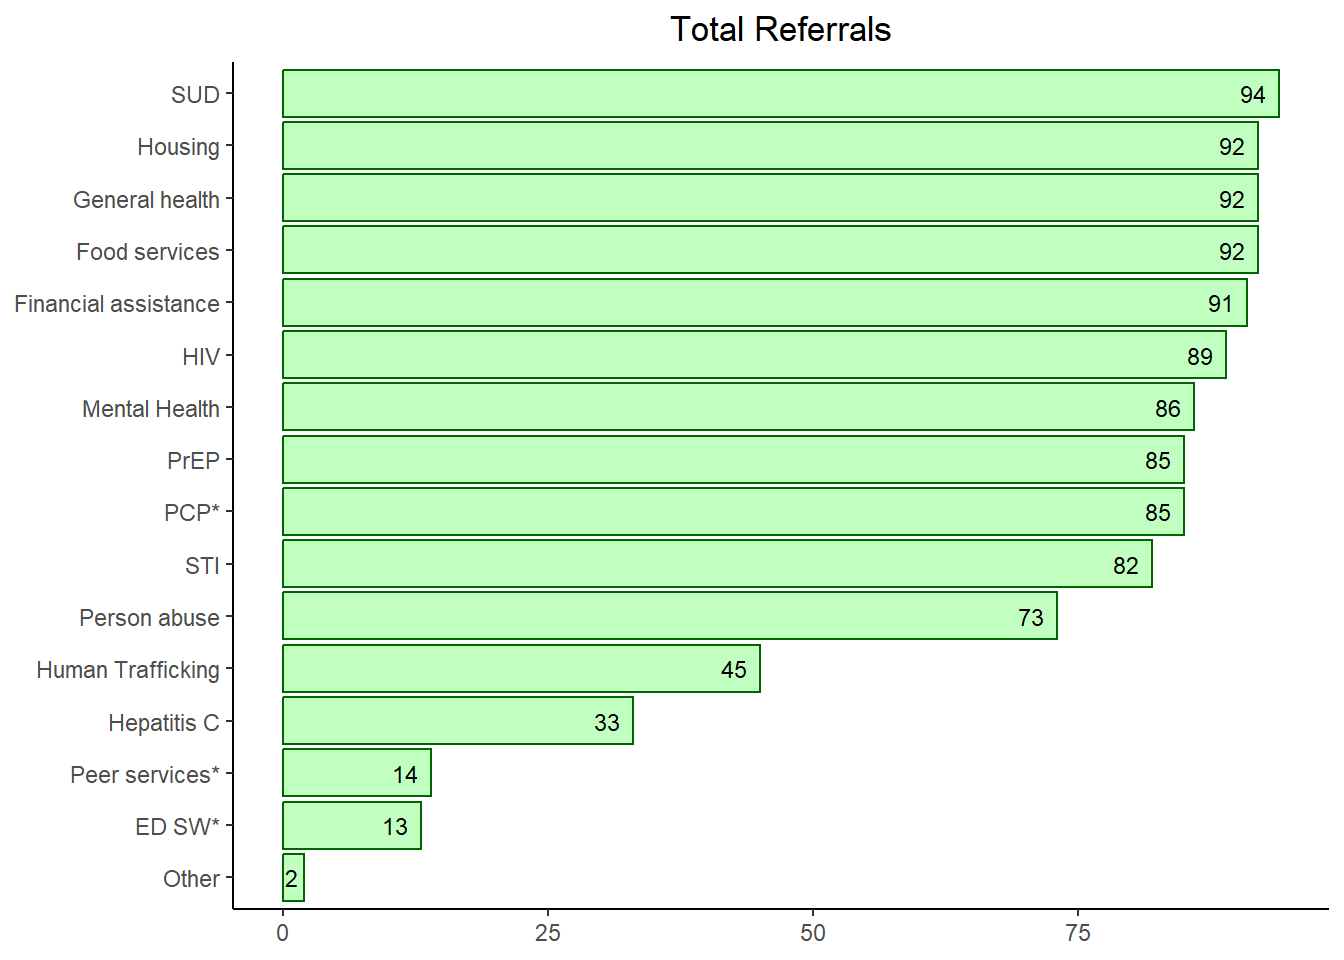 Total Referrals
SUD 94
Housing 92
General health 92
Food services 92
Financial assistance 91
HIV 89
Mental Health 86
PrEP 85
PCP* 85
STI 82
Person abuse 73
Human Trafficking 45
Hepatitis C 33
Peer services* 14
ED SW* 13
Other 2
0 25 50 75